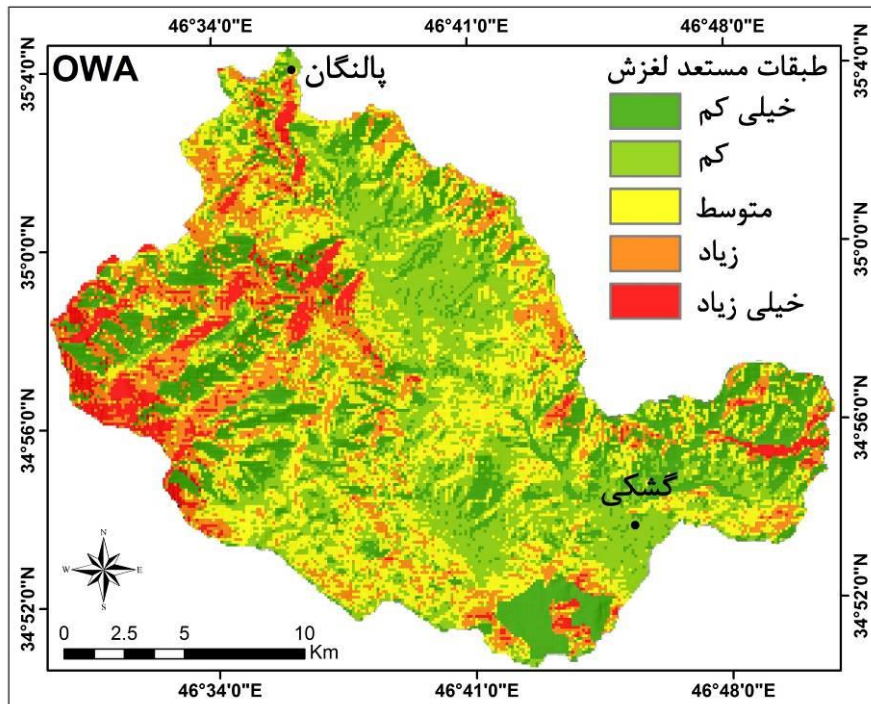 46°34'0"E 46°41'0"E 46°48'0"E
OWA
پالنگان
طبقات مستعد لغزش
خیلی کم
کم
متوسط
زیاد
خیلی زیاد
گشکی
35°4'0"N
35°0'0"N
34°56'0"N
34°52'0"N
35°4'0"N
35°0'0"N
34°56'0"N
34°52'0"N
N
W E
S
0 2.5 5 10
Km
46°34'0"E 46°41'0"E 46°48'0"E